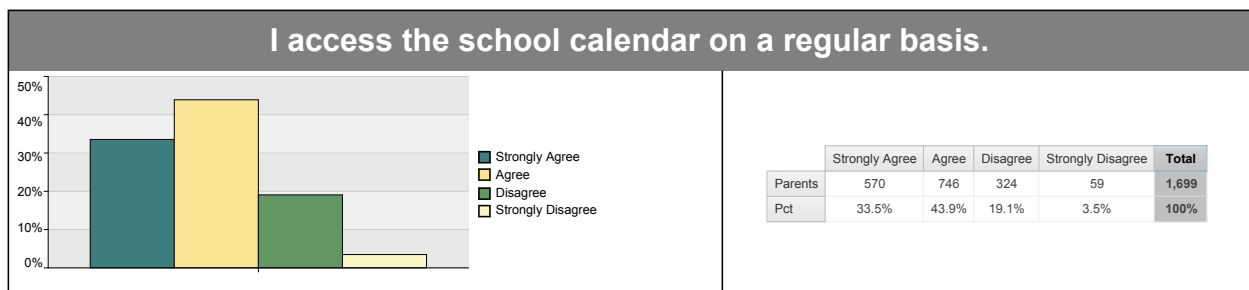 I access the school calendar on a regular basis.
50%
40%
30%
20%
10%
0%
Strongly Agree
Agree
Disagree
Strongly Disagree
Strongly Agree Agree Disagree Strongly Disagree Total
Parents 570 746 324 59 1,699
Pct 33.5% 43.9% 19.1% 3.5% 100%